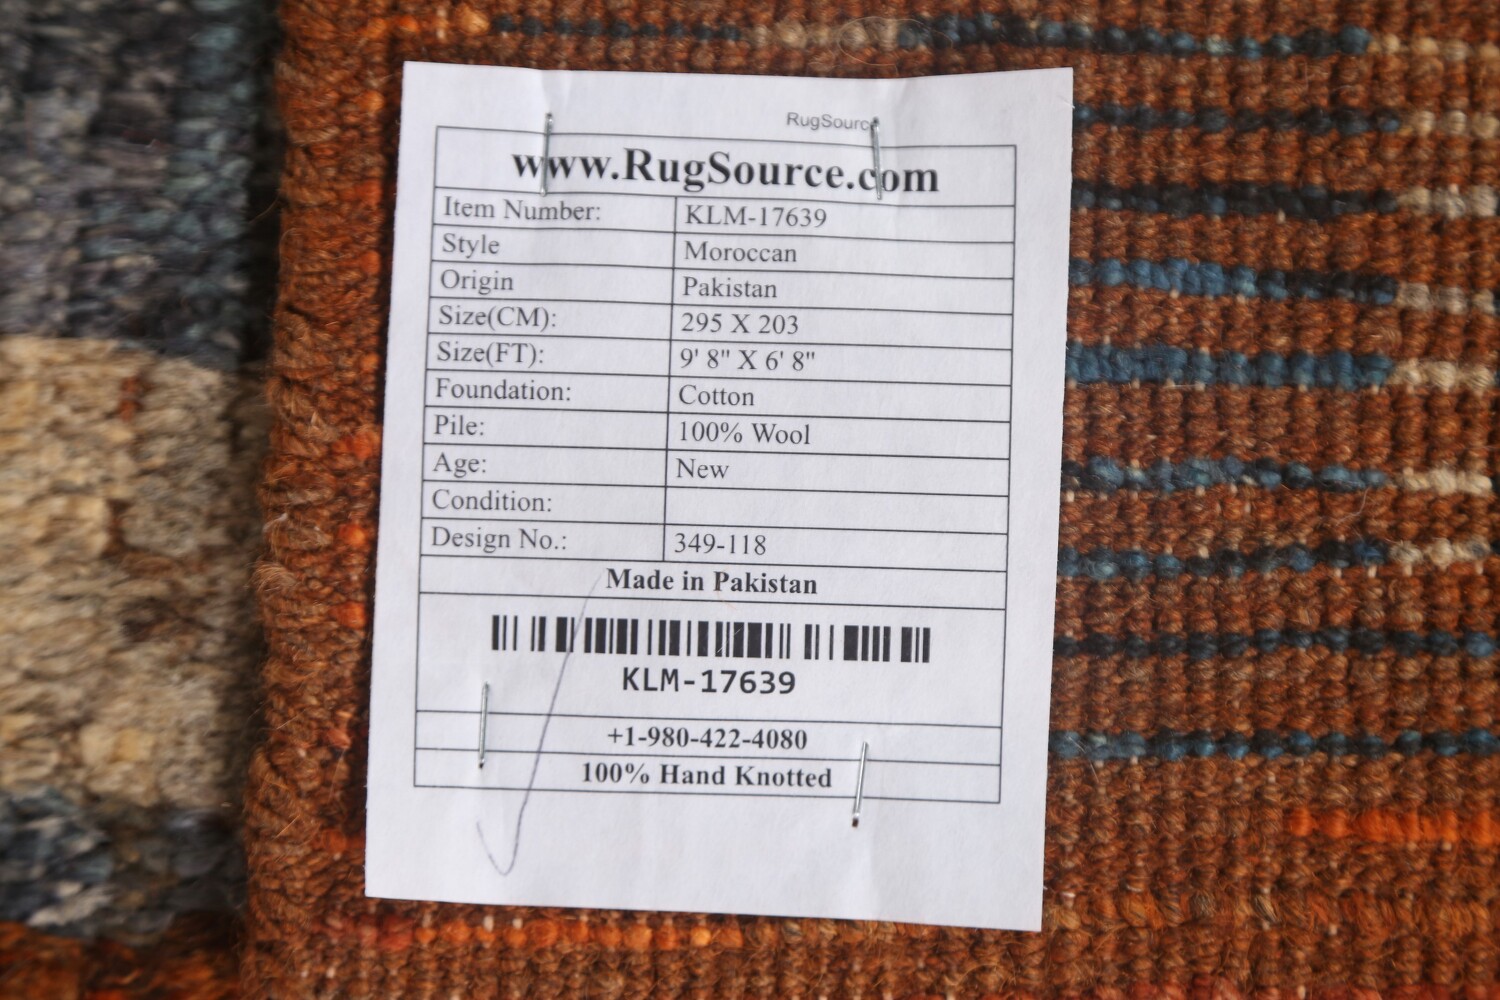 RugSource
www.RugSource.com
Item Number: KLM-17639
Style Moroccan
Origin Pakistan
Size(CM): 295 X 203
Size(FT): 9' 8" X 6' 8"
Foundation: Cotton
Pile: 100% Wool
Age: New
Condition:
Design No.: 349-118
Made in Pakistan
KLM-17639
+1-980-422-4080
100% Hand Knotted